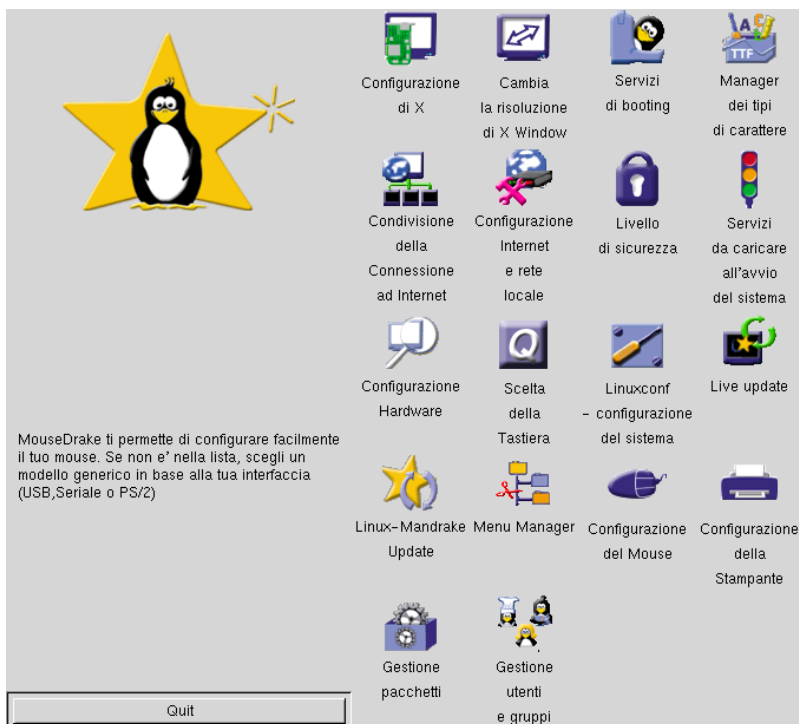 TTF
Configurazione
di X
Cambia
la risoluzione
di X Window
Servizi
di booting
Manager
dei tipi
di carattere
Condivisione
della
Connessione
ad Internet
Configurazione
Internet
e rete
locale
Livello
di sicurezza
Servizi
da caricare
all'avvio
del sistema
Q
Configurazione
Hardware
Scelta
della
Tastiera
Linuxconf
- configurazione
del sistema
Live update
MouseDrake ti permette di configurare facilmente
il tuo mouse. Se non e' nella lista, scegli un
modello generico in base alla tua interfaccia
(USB,Seriale o PS/2)
Linux-Mandrake
Update
Menu Manager
Configurazione
del Mouse
Configurazione
della
Stampante
Gestione
pacchetti
Gestione
utenti
e gruppi
Quit